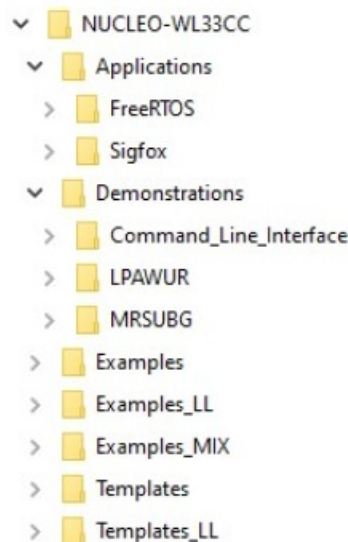 NUCLEO-WL33CC
Applications
FreeRTOS
Sigfox
Demonstrations
Command_Line_Interface
LPAWUR
MRSUBG
Examples
Examples_LL
Examples_MIX
Templates
Templates_LL